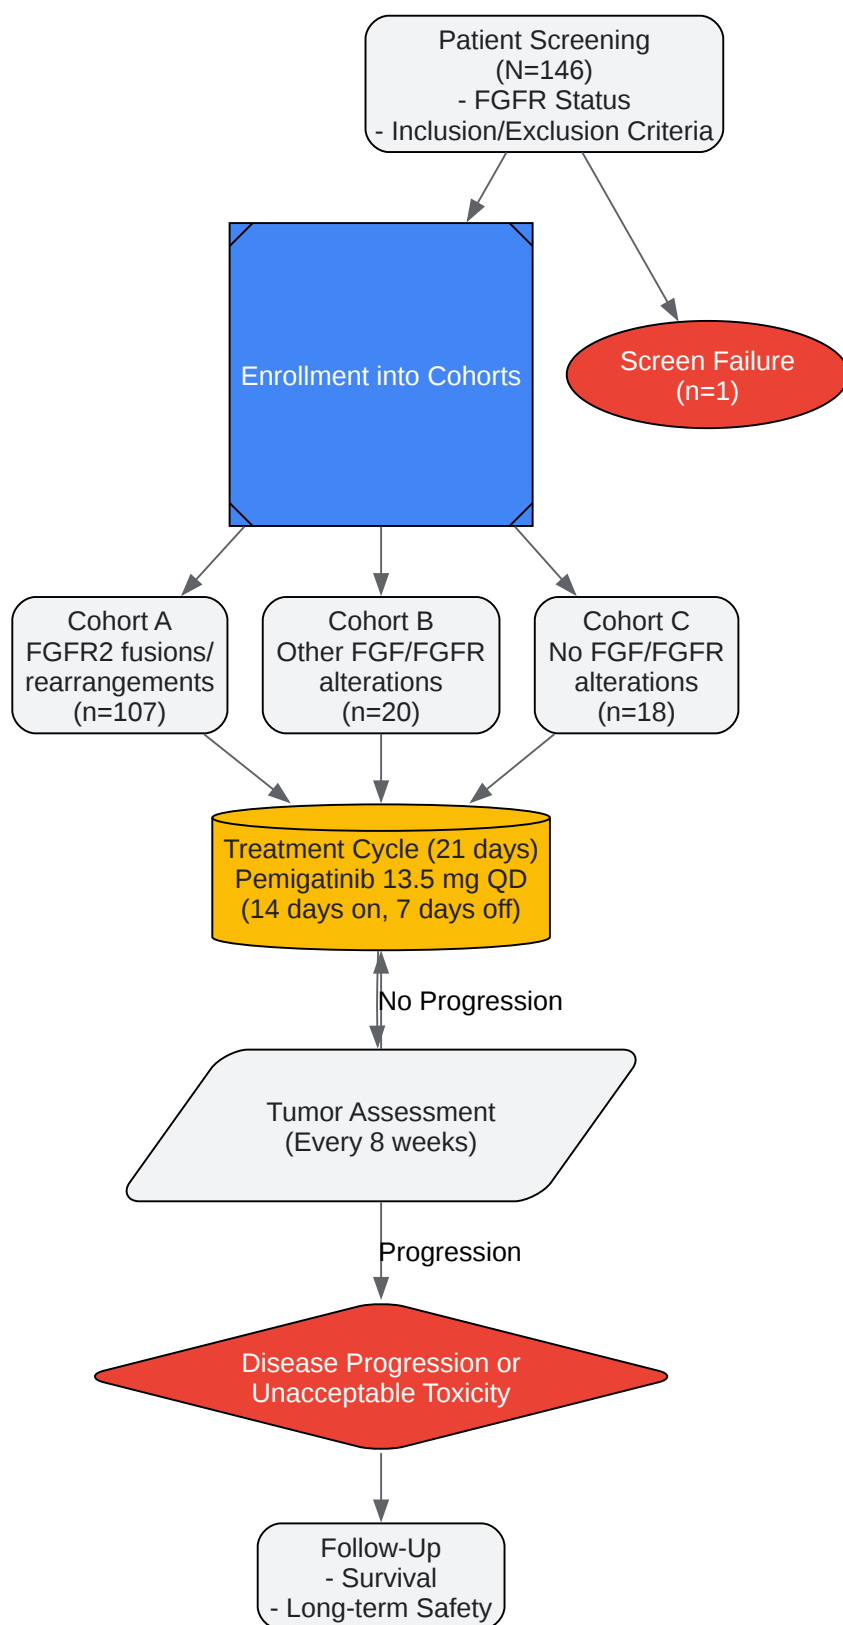 Patient Screening
(N=146)
- FGFR Status
- Inclusion/Exclusion Criteria
Enrollment into Cohorts
Screen Failure
(n=1)
Cohort A
FGFR2 fusions/
rearrangements
(n=107)
Cohort B
Other FGF/FGFR
alterations
(n=20)
Cohort C
No FGF/FGFR
alterations
(n=18)
Treatment Cycle (21 days)
Pemigatinib 13.5 mg QD
(14 days on, 7 days off)
No Progression
Tumor Assessment
(Every 8 weeks)
Progression
Disease Progression or
Unacceptable Toxicity
Follow-Up
- Survival
- Long-term Safety